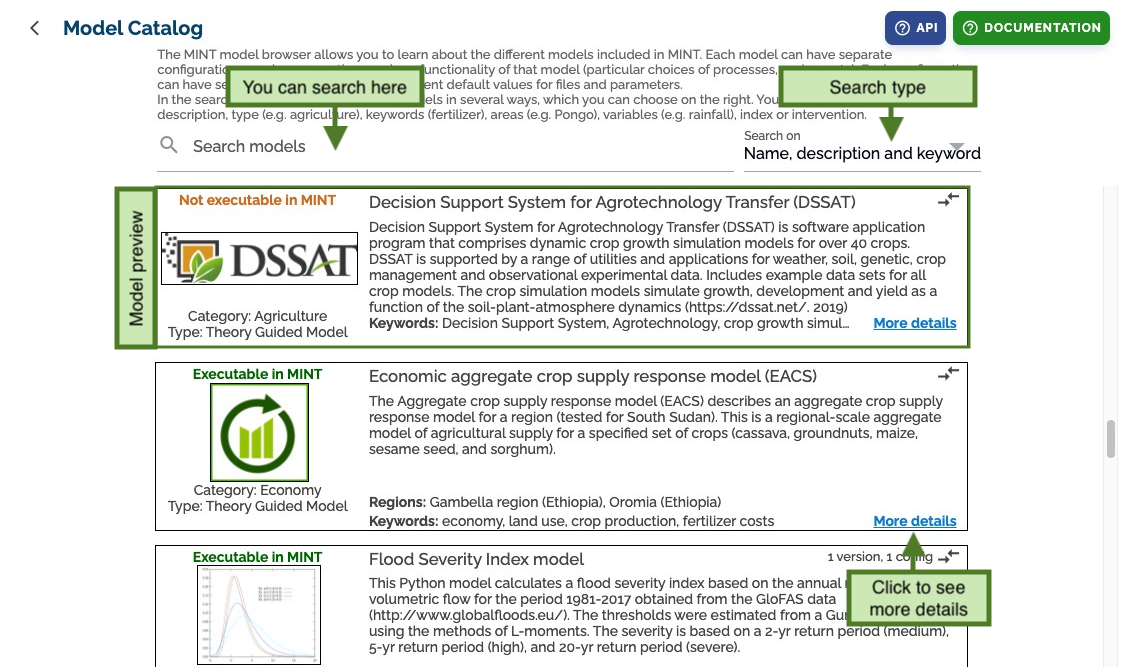 Model Catalog
API
DOCUMENTATION
The MINT model browser allows you to learn about the different models included in MINT. Each model can have separate
can have
ent default values for files and parameters.
In the
els in several ways, which you can choose on the right. You
description, type (e.g. agriculture), keywords (fertilizer), areas (e.g. Pongo), variables (e.g. rainfall), index or intervention.
functionality of that model (particular choices of processes,
You can search here
Search type
Search models
Search on
Name, description and keyword
Model preview
Not executable in MINT
DSSAT
Category: Agriculture
Type: Theory Guided Model
Decision Support System for Agrotechnology Transfer (DSSAT)
Decision Support System for Agrotechnology Transfer (DSSAT) is software application
program that comprises dynamic crop growth simulation models for over 40 crops.
DSSAT is supported by a range of utilities and applications for weather, soil, genetic, crop
management and observational experimental data. Includes example data sets for all
crop models. The crop simulation models simulate growth, development and yield as a
function of the soil-plant-atmosphere dynamics (https://dssat.net/. 2019)
Keywords: Decision Support System, Agrotechnology, crop growth simul...
More details
Executable in MINT
Category: Economy
Type: Theory Guided Model
Economic aggregate crop supply response model (EACS)
The Aggregate crop supply response model (EACS) describes an aggregate crop supply
response model for a region (tested for South Sudan). This is a regional-scale aggregate
model of agricultural supply for a specified set of crops (cassava, groundnuts, maize,
sesame seed, and sorghum).
Regions: Gambella region (Ethiopia), Oromia (Ethiopia)
Keywords: economy, land use, crop production, fertilizer costs
More details
Executable in MINT
Flood Severity Index model
1 version, 1 config
This Python model calculates a flood severity index based on the annual
volumetric flow for the period 1981-2017 obtained from the GloFAS data
(http://www.globalfloods.eu/). The thresholds were estimated from a
using the methods of L-moments. The severity is based on a 2-yr return period (medium),
5-yr return period (high), and 20-yr return period (severe).
Click to see
more details